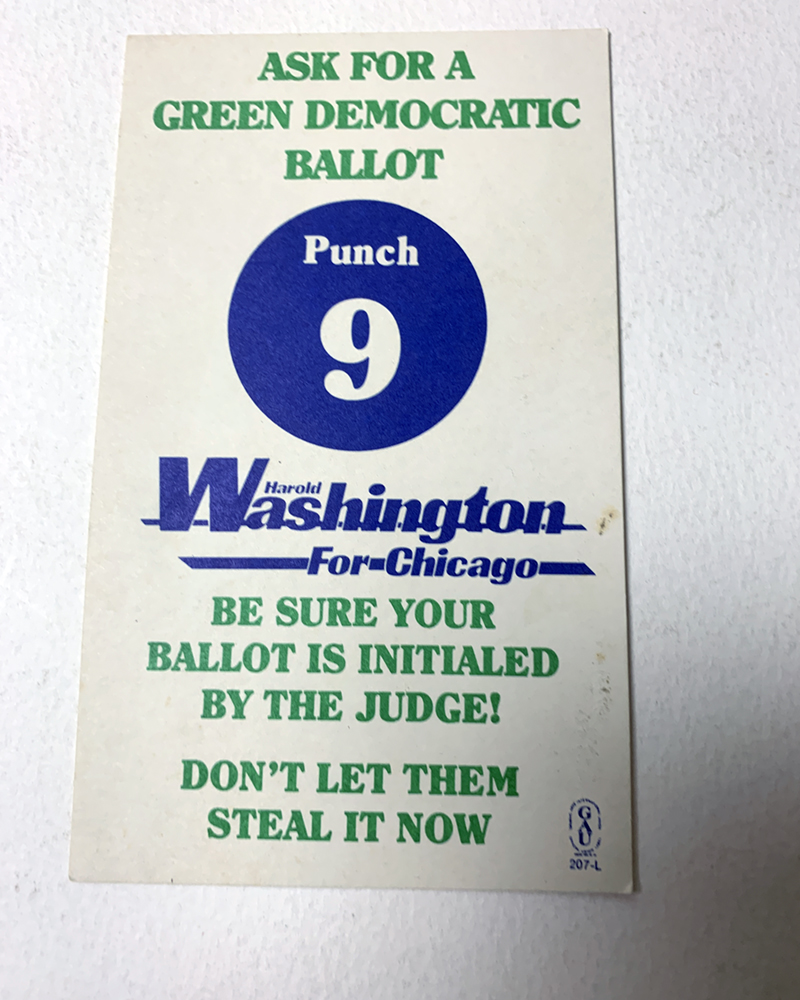 ASK FOR A
GREEN DEMOCRATIC
BALLOT
Punch
9
Harold
Washington
For-Chicago
BE SURE YOUR
BALLOT IS INITIALED
BY THE JUDGE!
DON'T LET THEM
STEAL IT NOW
GAU
207-L